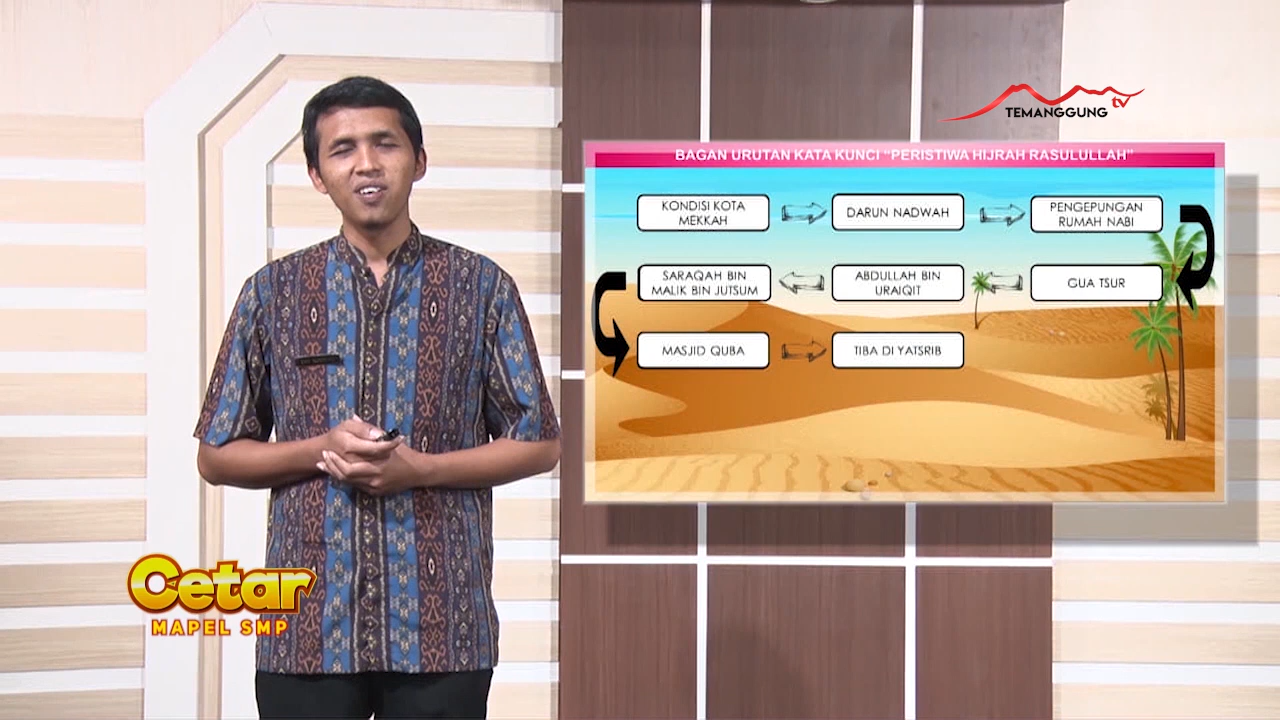 TEMANGGUNG tv
BAGAN URUTAN KATA KUNCI "PERISTIWA HIJRAH RASULULLAH"
KONDISI KOTA
MEKKAH
DARUN NADWAH
PENGEPUNGAN
RUMAH NABI
SARAQAH BIN
MALIK BIN JUTSUM
ABDULLAH BIN
URAIQIT
GUA TSUR
MASJID QUBA
TIBA DI YATSRIB
Cetar
MAPEL SMP